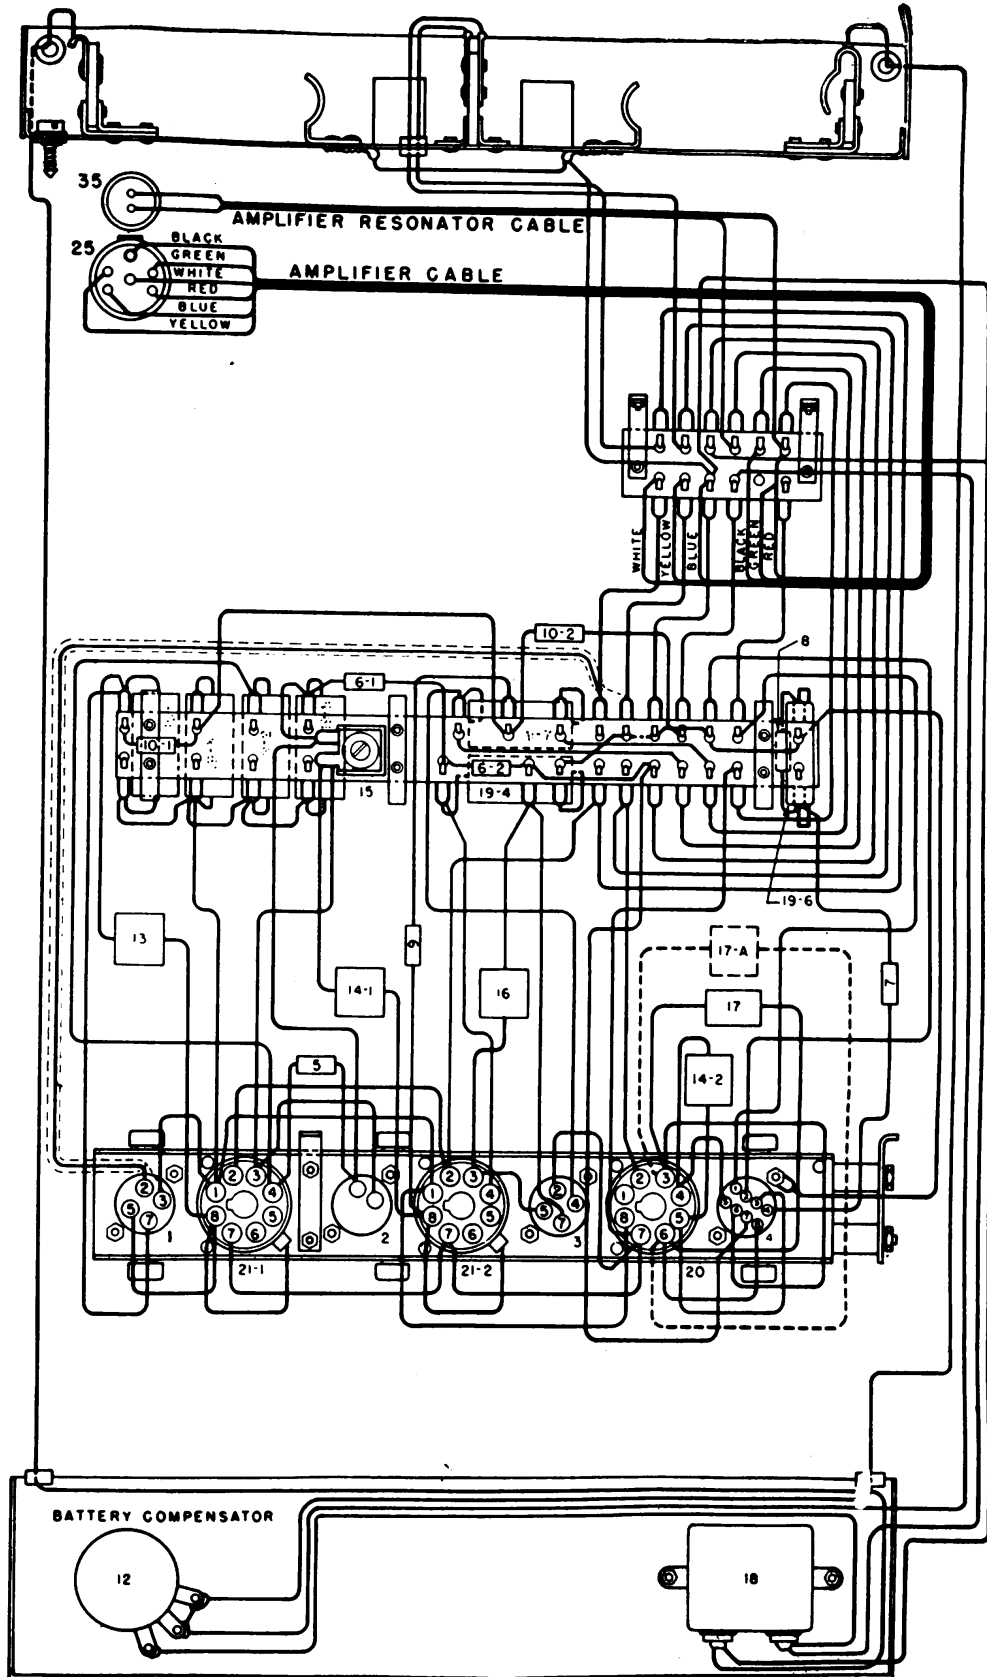 35
AMPLIFIER RESONATOR CABLE
25
BLACK
GREEN
WHITE
RED
BLUE
YELLOW
AMPLIFIER CABLE
WHITE
YELLOW
BLUE
BLACK
GREEN
RED
10-2
8
6-1
10-1
15
6-2
19-4
19-6
13
9
14-1
16
17-A
17
7
5
14-2
2 3
1 4
8 5
7 6
2
5 3
7
1
21-1
2
2 3
1 4
8 5
7 6
21-2
2
5 4
7
3
2 3
1 4
8 5
7 6
20
4
BATTERY COMPENSATOR
12
18